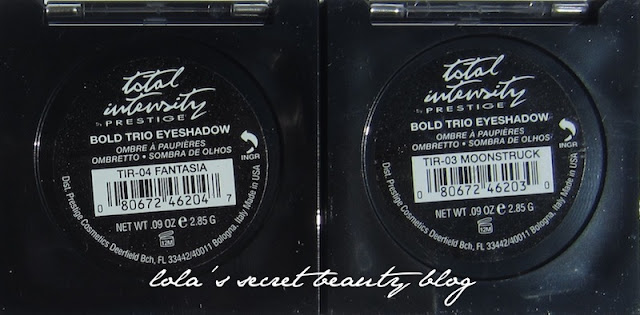 total
intensity
by PRESTIGE
BOLD TRIO EYESHADOW
OMBRE À PAUPIÈRES
OMBRETTO • SOMBRA DE OLHOS
INGR
TIR-04 FANTASIA
0 80672 46204 7
NET WT .09 OZ e 2.85 G
12M
Dist. Prestige Cosmetics Deerfield Bch, FL 33442/40011 Bologna, Italy Made in USA
total
intensity
by PRESTIGE
BOLD TRIO EYESHADOW
OMBRE À PAUPIÈRES
OMBRETTO • SOMBRA DE OLHOS
INGR
TIR-03 MOONSTRUCK
0 80672 46203 0
NET WT .09 OZ e 2.85 G
12M
Dist. Prestige Cosmetics Deerfield Bch, FL 33442/40011 Bologna, Italy Made in USA
lola's secret beauty blog